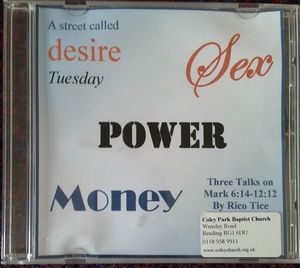 A street called
desire
Tuesday
Sex
POWER
Money
Three Talks on
Mark 6:14-12:12
By Rico Tice
Coley Park Baptist Church
Wensley Road
Reading RG1 6DU
0118 958 9911
www.coleychurch.org.uk